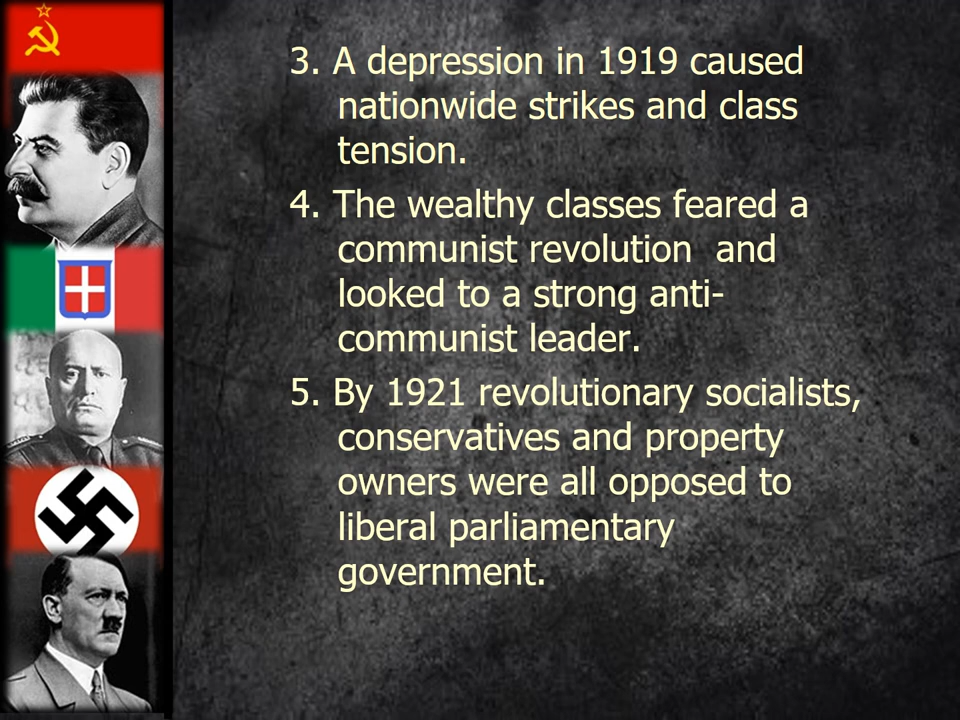 3. A depression in 1919 caused
nationwide strikes and class
tension.
4. The wealthy classes feared a
communist revolution  and
looked to a strong anti-
communist leader.
5. By 1921 revolutionary socialists,
conservatives and property
owners were all opposed to
liberal parliamentary
government.